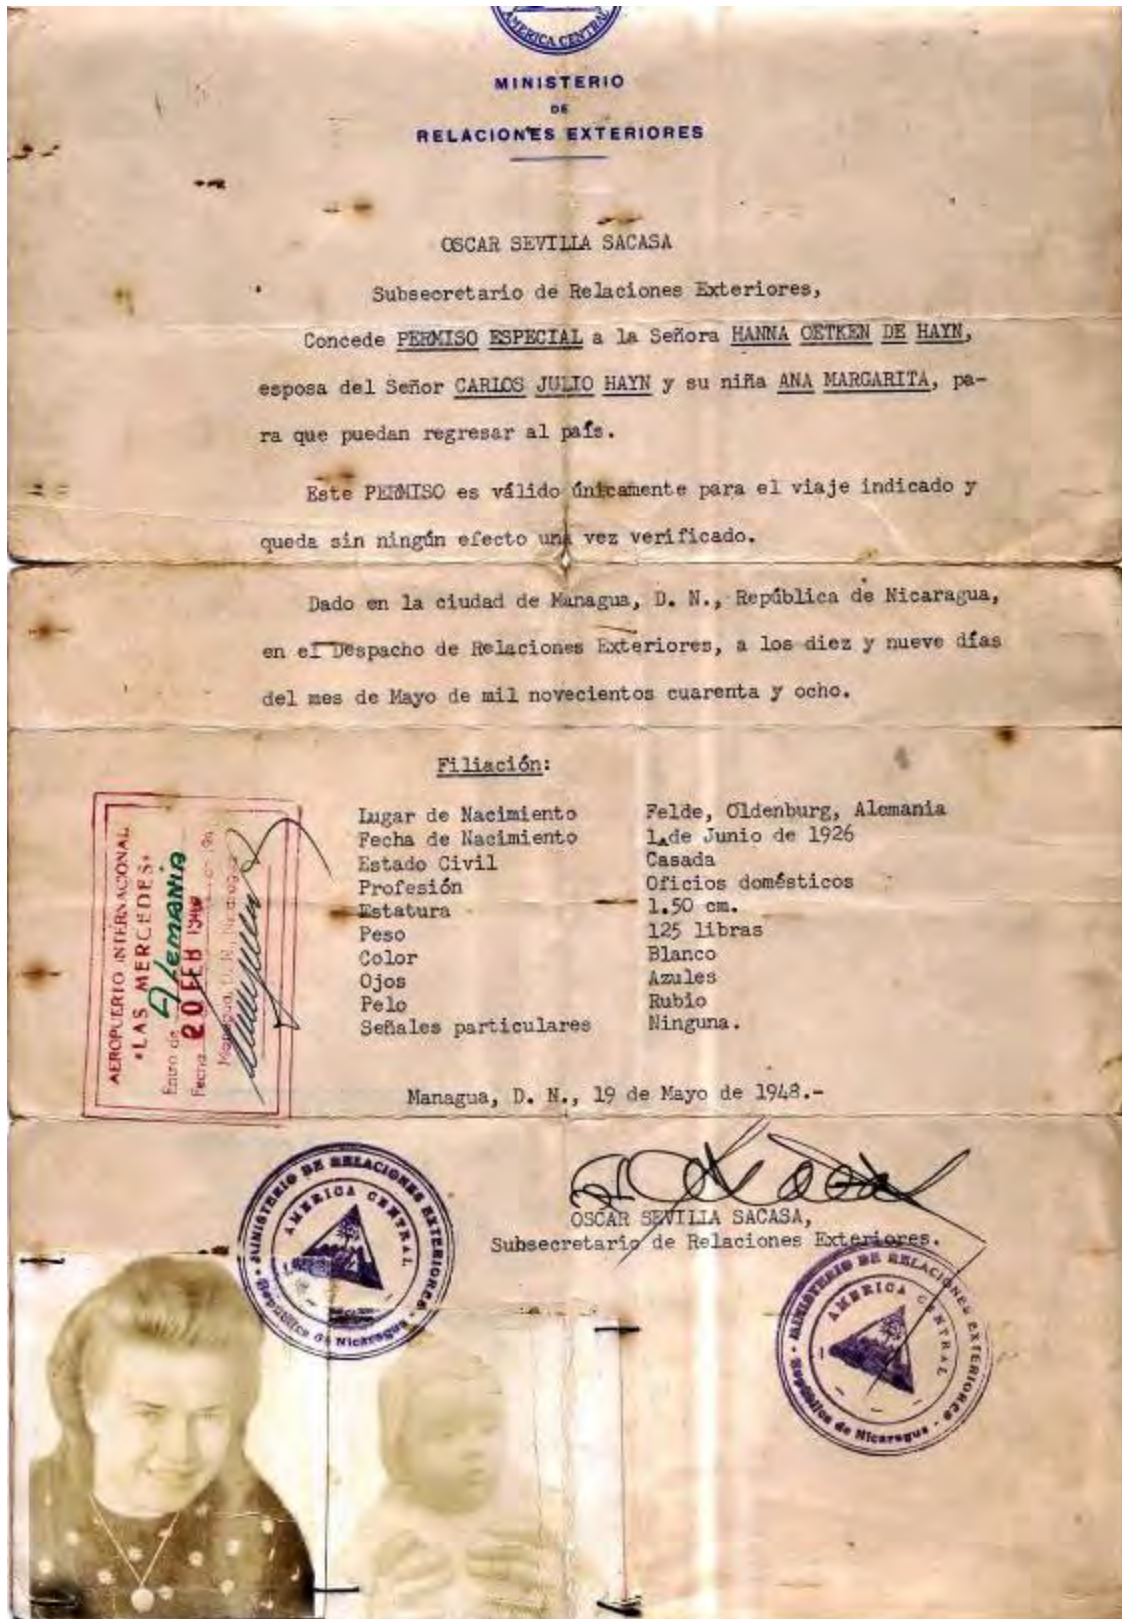 AMERICA CENTRAL
MINISTERIO
DE
RELACIONES EXTERIORES
OSCAR SEVILLA SACASA
Subsecretario de Relaciones Exteriores,
Concede PERMISO ESPECIAL a la Señora HANNA OETKEN DE HAYN,
esposa del Señor CARLOS JULIO HAYN y su niña ANA MARGARITA, pa-
ra que puedan regresar al país.
Este PERMISO es válido únicamente para el viaje indicado y
queda sin ningún efecto una vez verificado.
Dado en la ciudad de Managua, D. N., República de Nicaragua,
en el Despacho de Relaciones Exteriores, a los diez y nueve días
del mes de Mayo de mil novecientos cuarenta y ocho.
Filiación:
Lugar de Nacimiento Felde, Oldenburg, Alemania
Fecha de Nacimiento 1 de Junio de 1926
Estado Civil Casada
Profesión Oficios domésticos
Estatura 1.50 cm.
Peso 125 libras
Color Blanco
Ojos Azules
Pelo Rubio
Señales particulares Ninguna.
AEROPUERTO INTERNACIONAL
"LAS MERCEDES"
Entro de Alemania
Fecha 20 FEB
Managua, D. N., Nicaragua
Managua, D. N., 19 de Mayo de 1948.-
OSCAR SEVILLA SACASA,
Subsecretario de Relaciones Exteriores.
MINISTERIO DE RELACIONES EXTERIORES
AMERICA CENTRAL
República de Nicaragua
MINISTERIO DE RELACIONES EXTERIORES
AMERICA CENTRAL
República de Nicaragua